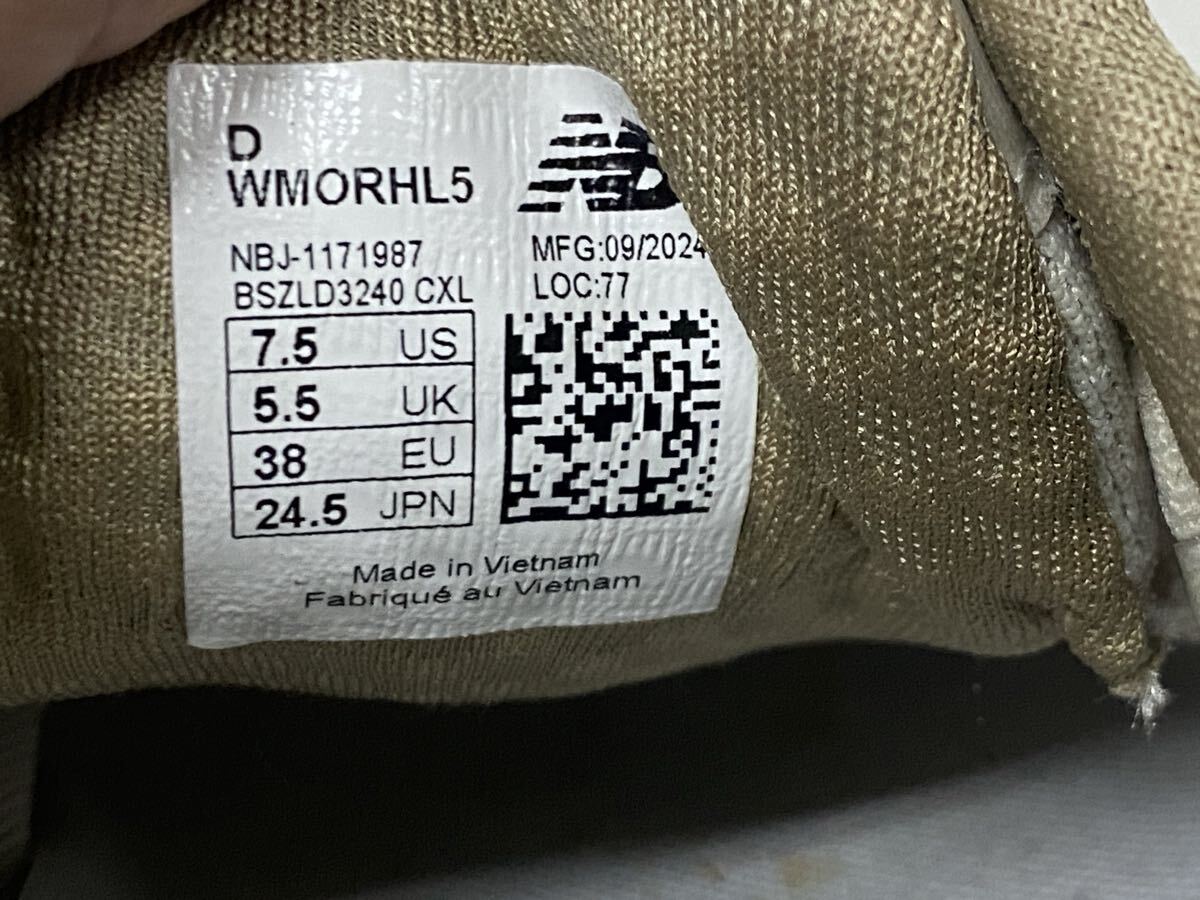 D
WMORHL5
NBJ-1171987
BSZLD3240 CXL
MFG:09/2024
LOC:77
7.5 US
5.5 UK
38 EU
24.5 JPN
Made in Vietnam
Fabriqué au Vietnam